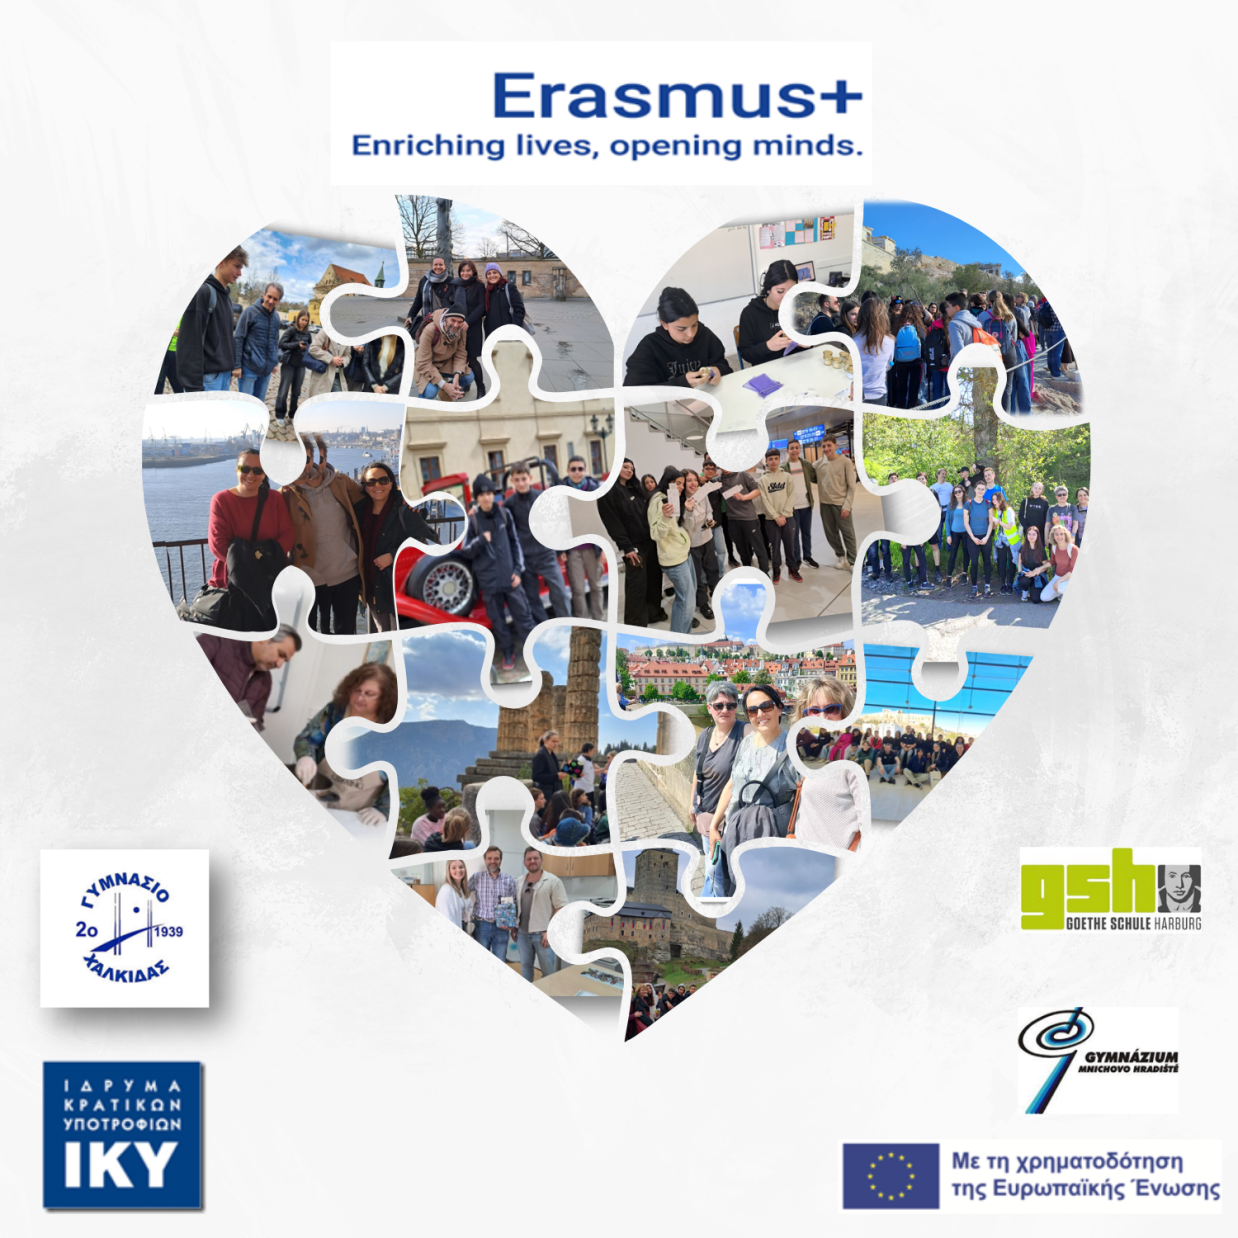 Erasmus+
Enriching lives, opening minds.
ΓΥΜΝΑΣΙΟ
2ο 1939
ΧΑΛΚΙΔΑΣ
gsh
GOETHE SCHULE HARBURG
ΙΔΡΥΜΑ
ΚΡΑΤΙΚΩΝ
ΥΠΟΤΡΟΦΙΩΝ
ΙΚΥ
GYMNÁZIUM
MNICHOVO HRADIŠTĚ
Με τη χρηματοδότηση
της Ευρωπαϊκής Ένωσης